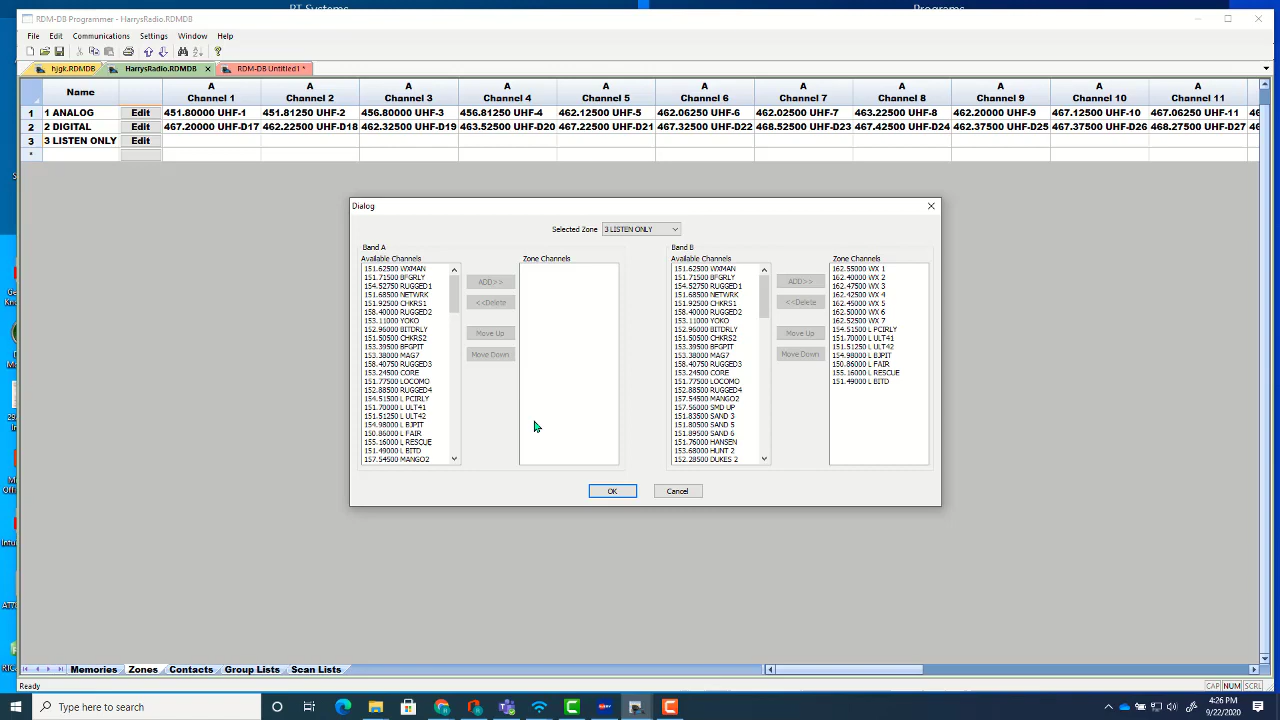 PT Systems
Programs
RDM-DB Programmer - HarrysRadio.RDMDB
File Edit Communications Settings Window Help
hjgk.RDMDB HarrysRadio.RDMDB × RDM-DB Untitled1 *
Name A Channel 1 A Channel 2 A Channel 3 A Channel 4 A Channel 5 A Channel 6 A Channel 7 A Channel 8 A Channel 9 A Channel 10 A Channel 11
1 1 ANALOG Edit 451.80000 UHF-1 451.81250 UHF-2 456.80000 UHF-3 456.81250 UHF-4 462.12500 UHF-5 462.06250 UHF-6 462.02500 UHF-7 463.22500 UHF-8 462.20000 UHF-9 467.12500 UHF-10 467.06250 UHF-11 46
2 2 DIGITAL Edit 467.20000 UHF-D17 462.22500 UHF-D18 462.32500 UHF-D19 463.52500 UHF-D20 467.22500 UHF-D21 467.32500 UHF-D22 468.52500 UHF-D23 467.42500 UHF-D24 462.37500 UHF-D25 467.37500 UHF-D26 468.27500 UHF-D27 46
3 3 LISTEN ONLY Edit
*
Dialog
Selected Zone 3 LISTEN ONLY
Band A
Available Channels
151.62500 WXMAN
151.71500 BFGRLY
154.52750 RUGGED1
151.68500 NETWRK
151.92500 CHKRS1
158.40000 RUGGED2
153.11000 YOKO
152.96000 BITDRLY
151.50500 CHKRS2
153.39500 BFGPIT
153.38000 MAG7
158.40750 RUGGED3
153.24500 CORE
151.77500 LOCOMO
152.88500 RUGGED4
154.51500 L PCIRLY
151.70000 L ULT41
151.51250 L ULT42
154.98000 L BJPIT
150.86000 L FAIR
155.16000 L RESCUE
151.49000 L BITD
157.54500 MANGO2
ADD>>
<<Delete
Move Up
Move Down
Zone Channels
Band B
Available Channels
151.62500 WXMAN
151.71500 BFGRLY
154.52750 RUGGED1
151.68500 NETWRK
151.92500 CHKRS1
158.40000 RUGGED2
153.11000 YOKO
152.96000 BITDRLY
151.50500 CHKRS2
153.39500 BFGPIT
153.38000 MAG7
158.40750 RUGGED3
153.24500 CORE
151.77500 LOCOMO
152.88500 RUGGED4
157.54500 MANGO2
157.56000 SMD UP
151.83500 SAND 3
151.80500 SAND 5
151.89500 SAND 6
151.76000 HANSEN
153.68000 HUNT 2
152.28500 DUKES 2
ADD>>
<<Delete
Move Up
Move Down
Zone Channels
162.55000 WX 1
162.40000 WX 2
162.47500 WX 3
162.42500 WX 4
162.45000 WX 5
162.50000 WX 6
162.52500 WX 7
154.51500 L PCIRLY
151.70000 L ULT41
151.51250 L ULT42
154.98000 L BJPIT
150.86000 L FAIR
155.16000 L RESCUE
151.49000 L BITD
OK Cancel
Memories Zones Contacts Group Lists Scan Lists
Ready CAP NUM SCRL
Type here to search
4:26 PM
9/22/2020